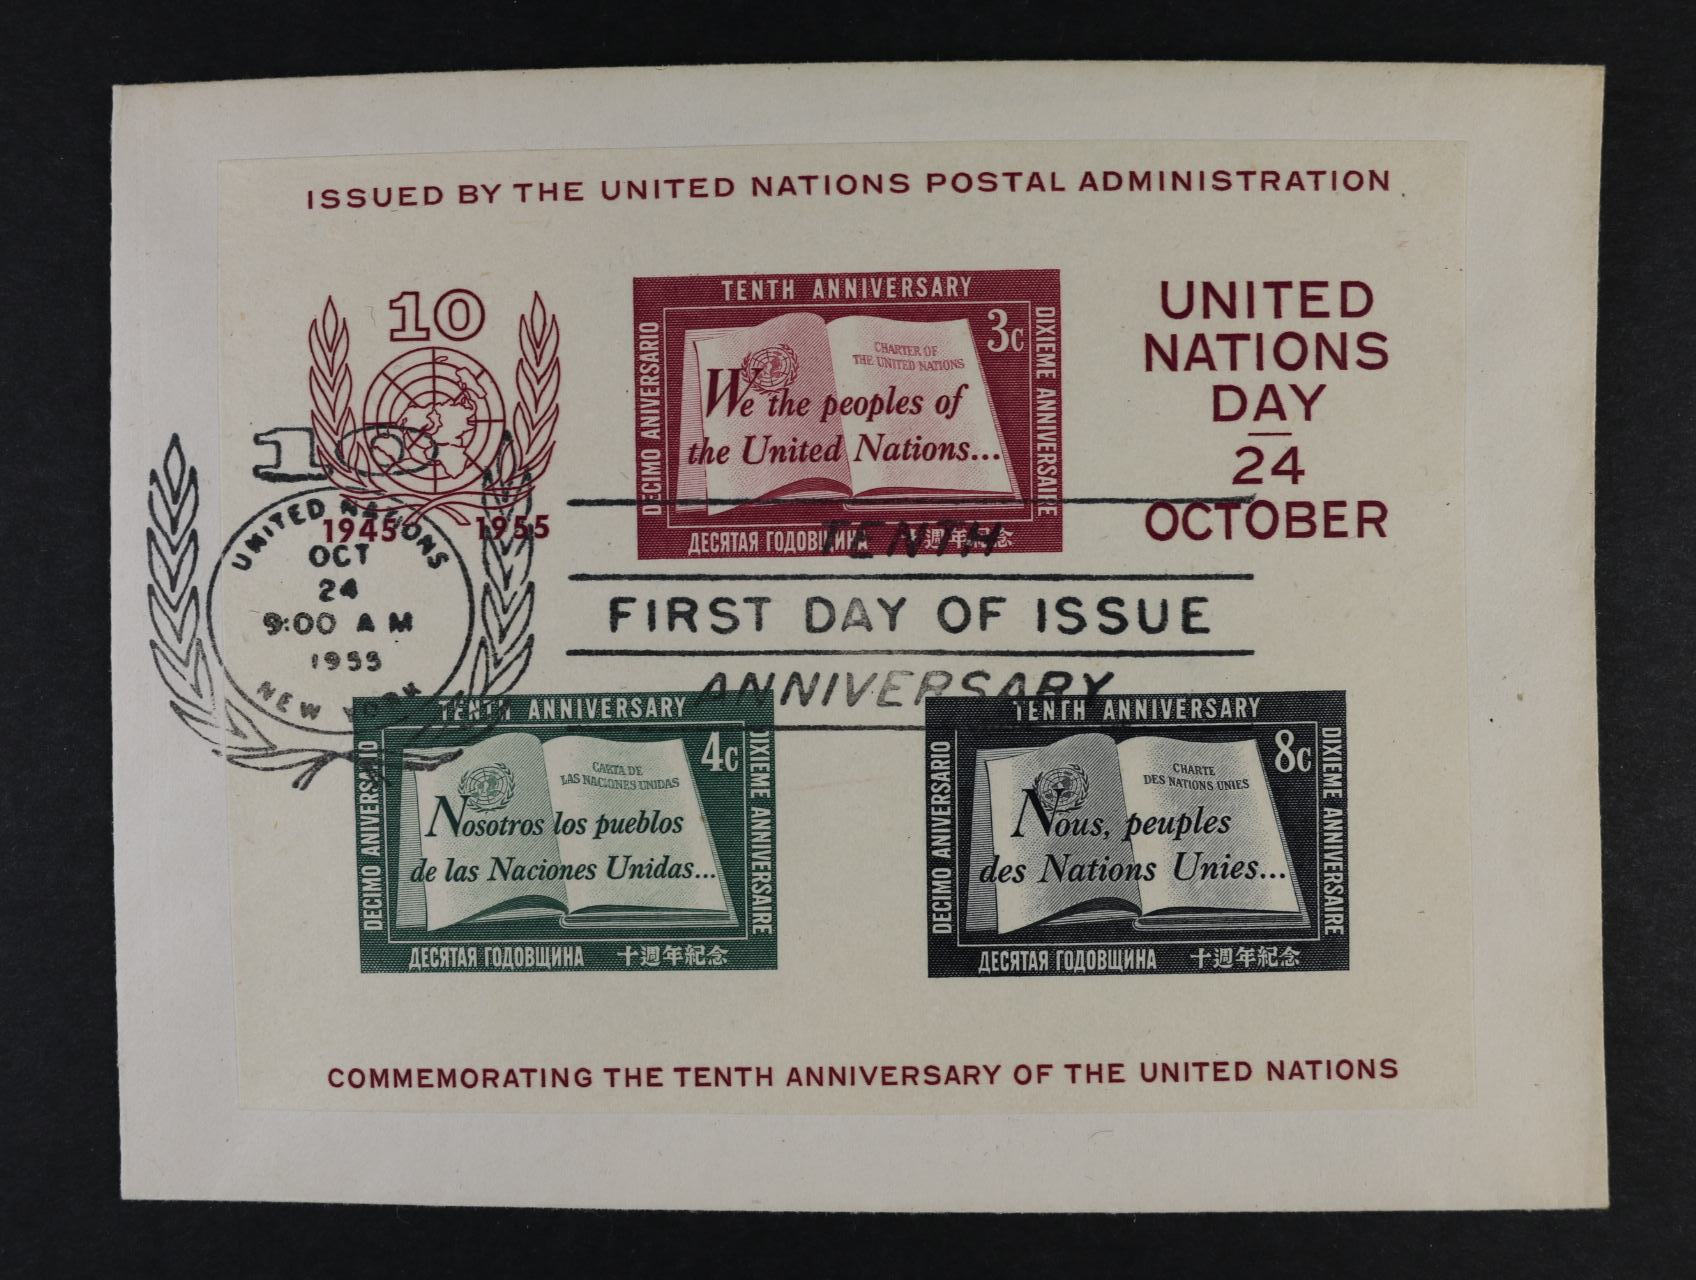 ISSUED BY THE UNITED NATIONS POSTAL ADMINISTRATION
10
1945 1955
TENTH ANNIVERSARY
3c
DECIMO ANIVERSARIO
DIXIEME ANNIVERSAIRE
CHARTER OF
THE UNITED NATIONS
We the peoples of
the United Nations...
ДЕСЯТАЯ ГОДОВЩИНА 十週年紀念
UNITED
NATIONS
DAY
24
OCTOBER
10
UNITED NATIONS
OCT
24
9:00 A M
1955
NEW YORK
TENTH
FIRST DAY OF ISSUE
ANNIVERSARY
TENTH ANNIVERSARY
4c
DECIMO ANIVERSARIO
DIXIEME ANNIVERSAIRE
CARTA DE
LAS NACIONES UNIDAS
Nosotros los pueblos
de las Naciones Unidas...
ДЕСЯТАЯ ГОДОВЩИНА 十週年紀念
TENTH ANNIVERSARY
8c
DECIMO ANIVERSARIO
DIXIEME ANNIVERSAIRE
CHARTE
DES NATIONS UNIES
Nous, peuples
des Nations Unies...
ДЕСЯТАЯ ГОДОВЩИНА 十週年紀念
COMMEMORATING THE TENTH ANNIVERSARY OF THE UNITED NATIONS